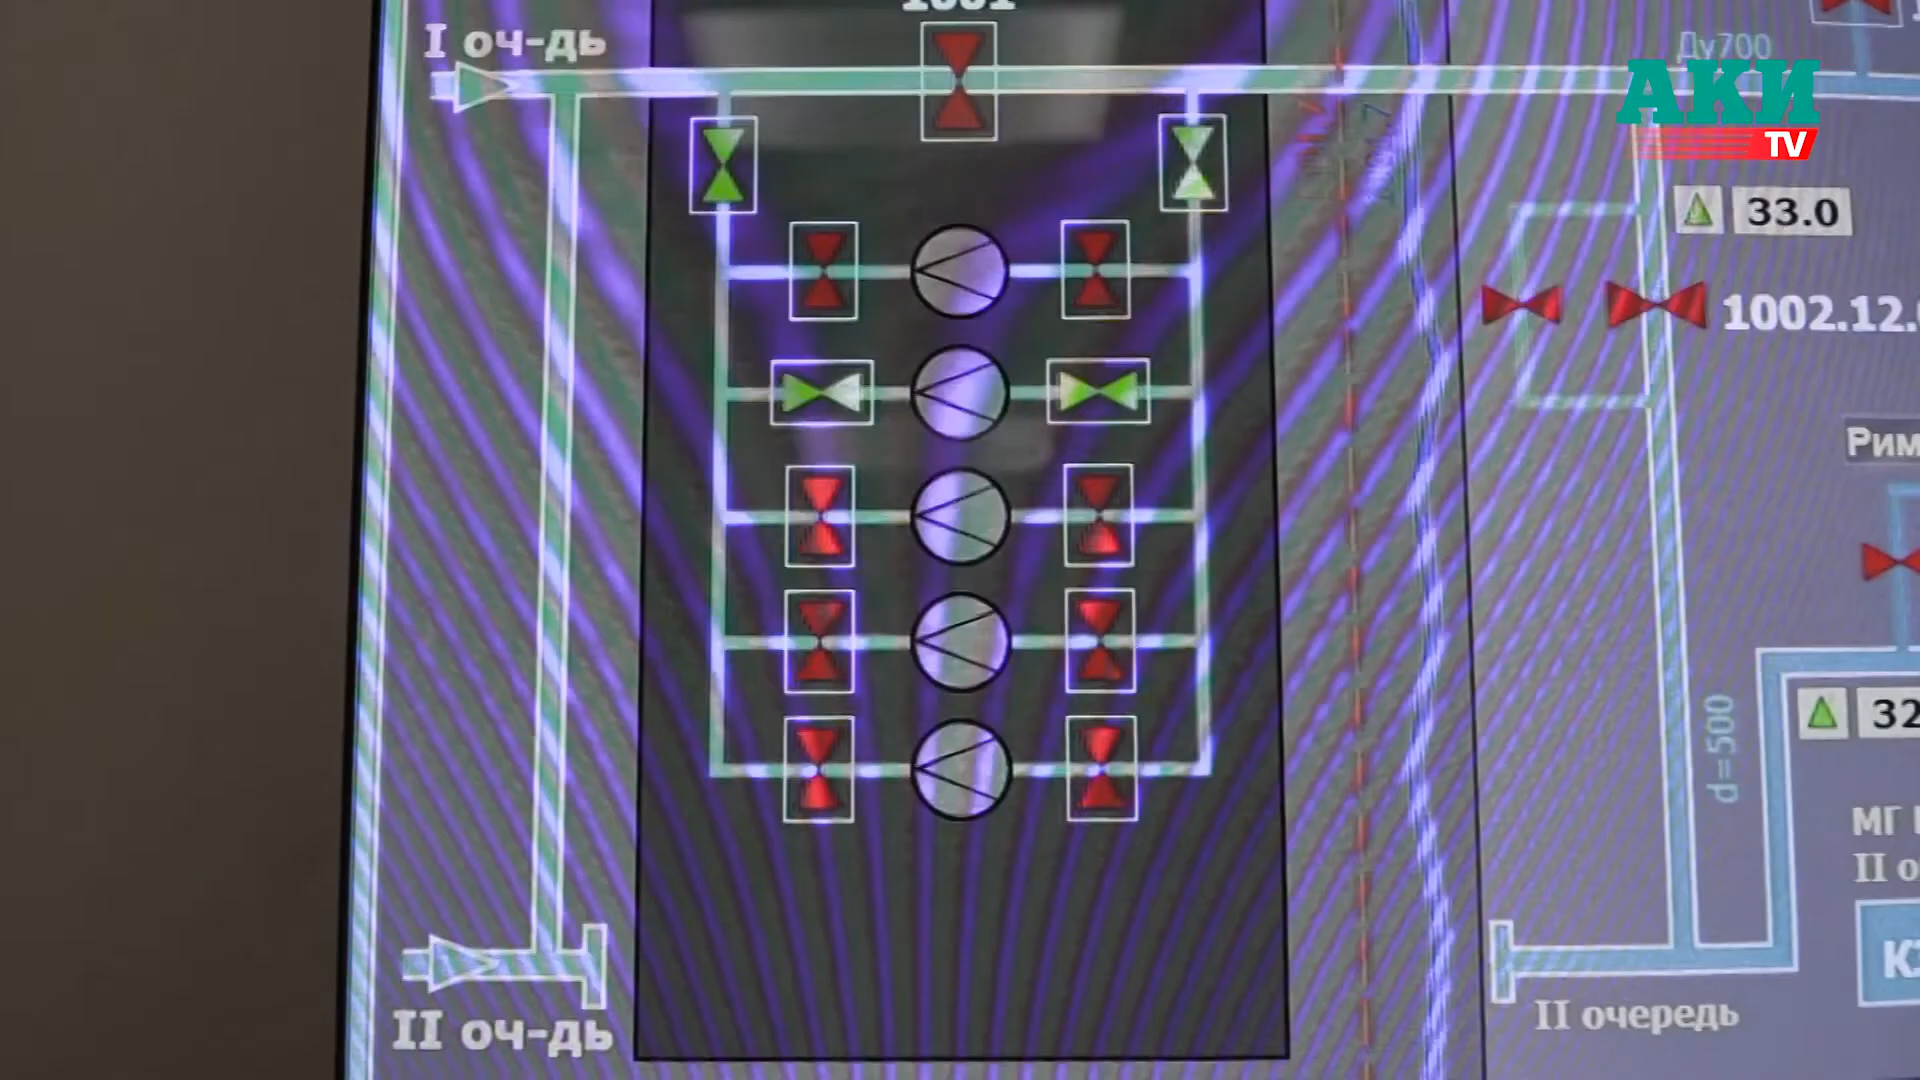 I оч-дь
Ду700
АКИ
TV
33.0
1002.12.
Рим
d=500
32
МГ
II о
II оч-дь
II очередь